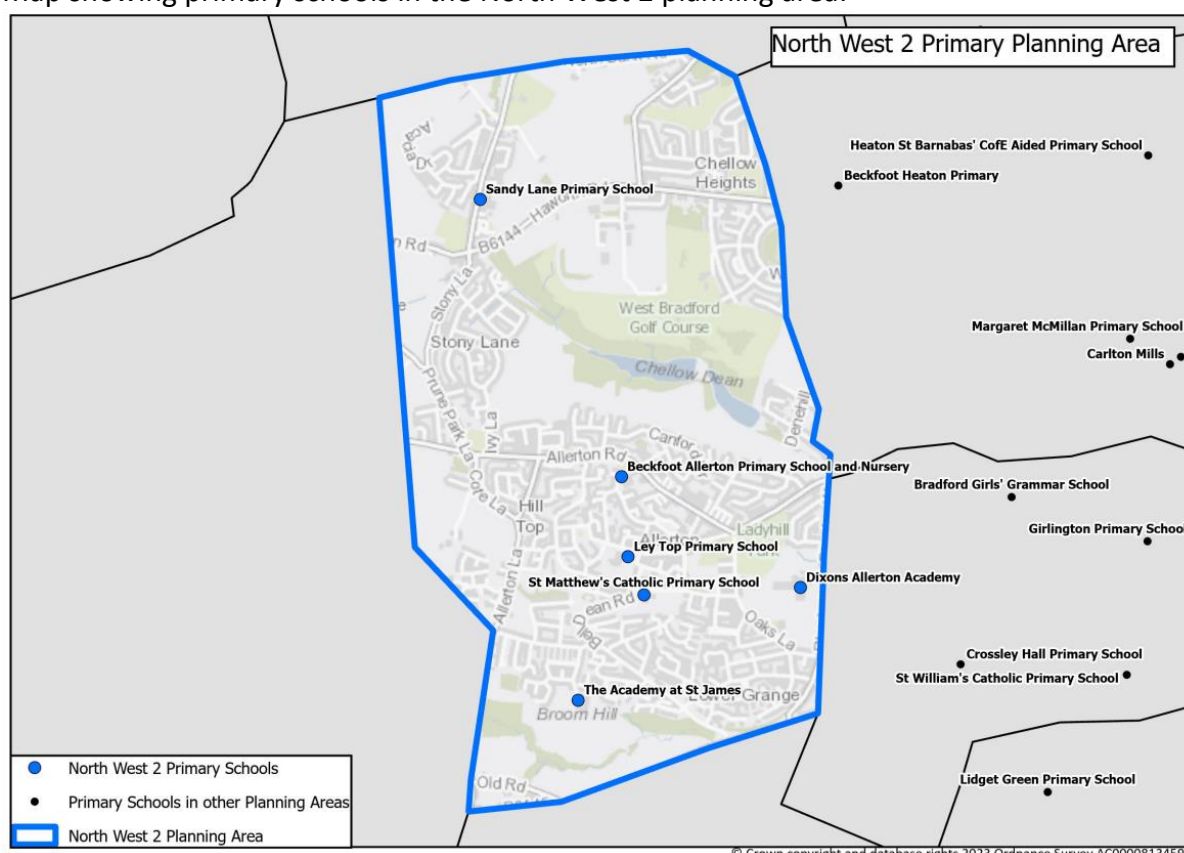 map showing primary schools in the North West 2 planning area.
North West 2 Primary Planning Area
Heaton St Barnabas' CofE Aided Primary School
Beckfoot Heaton Primary
Chellow
Heights
Sandy Lane Primary School
B6144
Stony La
West Bradford
Golf Course
Margaret McMillan Primary School
Carlton Mills
Stony Lane
Chellow Dean
Prune Park La
Ivy La
Denehill
Allerton Rd
Beckfoot Allerton Primary School and Nursery
Cote La
Bradford Girls' Grammar School
Hill
Top
Ladyhill
Allerton
Girlington Primary School
Ley Top Primary School
St Matthew's Catholic Primary School
Dixons Allerton Academy
Allerton La
ean Rd
Oaks La
Crossley Hall Primary School
St William's Catholic Primary School
The Academy at St James
Lower Grange
Broom Hill
Old Rd
Lidget Green Primary School
North West 2 Primary Schools
Primary Schools in other Planning Areas
North West 2 Planning Area
© Crown copyright and database rights 2023 Ordnance Survey AC0000813459